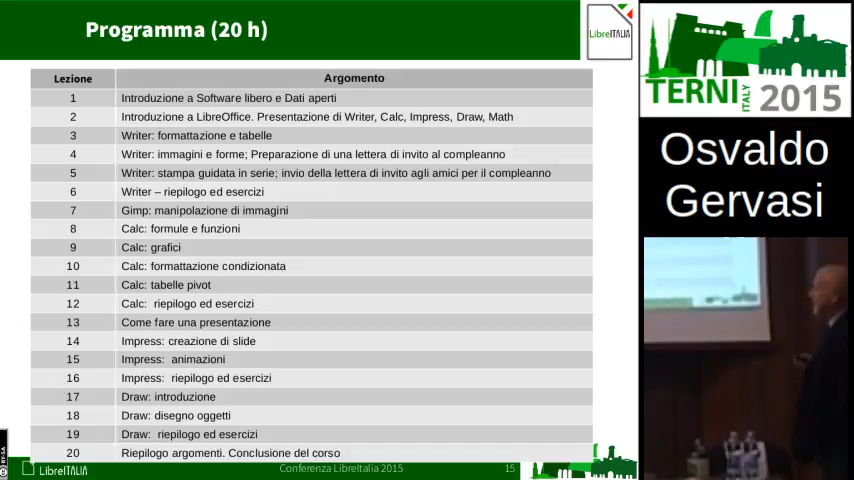 Programma (20 h)
LibreITALIA
Lezione Argomento
1 Introduzione a Software libero e Dati aperti
2 Introduzione a LibreOffice. Presentazione di Writer, Calc, Impress, Draw, Math
3 Writer: formattazione e tabelle
4 Writer: immagini e forme; Preparazione di una lettera di invito al compleanno
5 Writer: stampa guidata in serie; invio della lettera di invito agli amici per il compleanno
6 Writer – riepilogo ed esercizi
7 Gimp: manipolazione di immagini
8 Calc: formule e funzioni
9 Calc: grafici
10 Calc: formattazione condizionata
11 Calc: tabelle pivot
12 Calc: riepilogo ed esercizi
13 Come fare una presentazione
14 Impress: creazione di slide
15 Impress: animazioni
16 Impress: riepilogo ed esercizi
17 Draw: introduzione
18 Draw: disegno oggetti
19 Draw: riepilogo ed esercizi
20 Riepilogo argomenti. Conclusione del corso
BY-SA
LibreITALIA
Conferenza LibreItalia 2015
15
TERNI ITALY 2015
Osvaldo
Gervasi